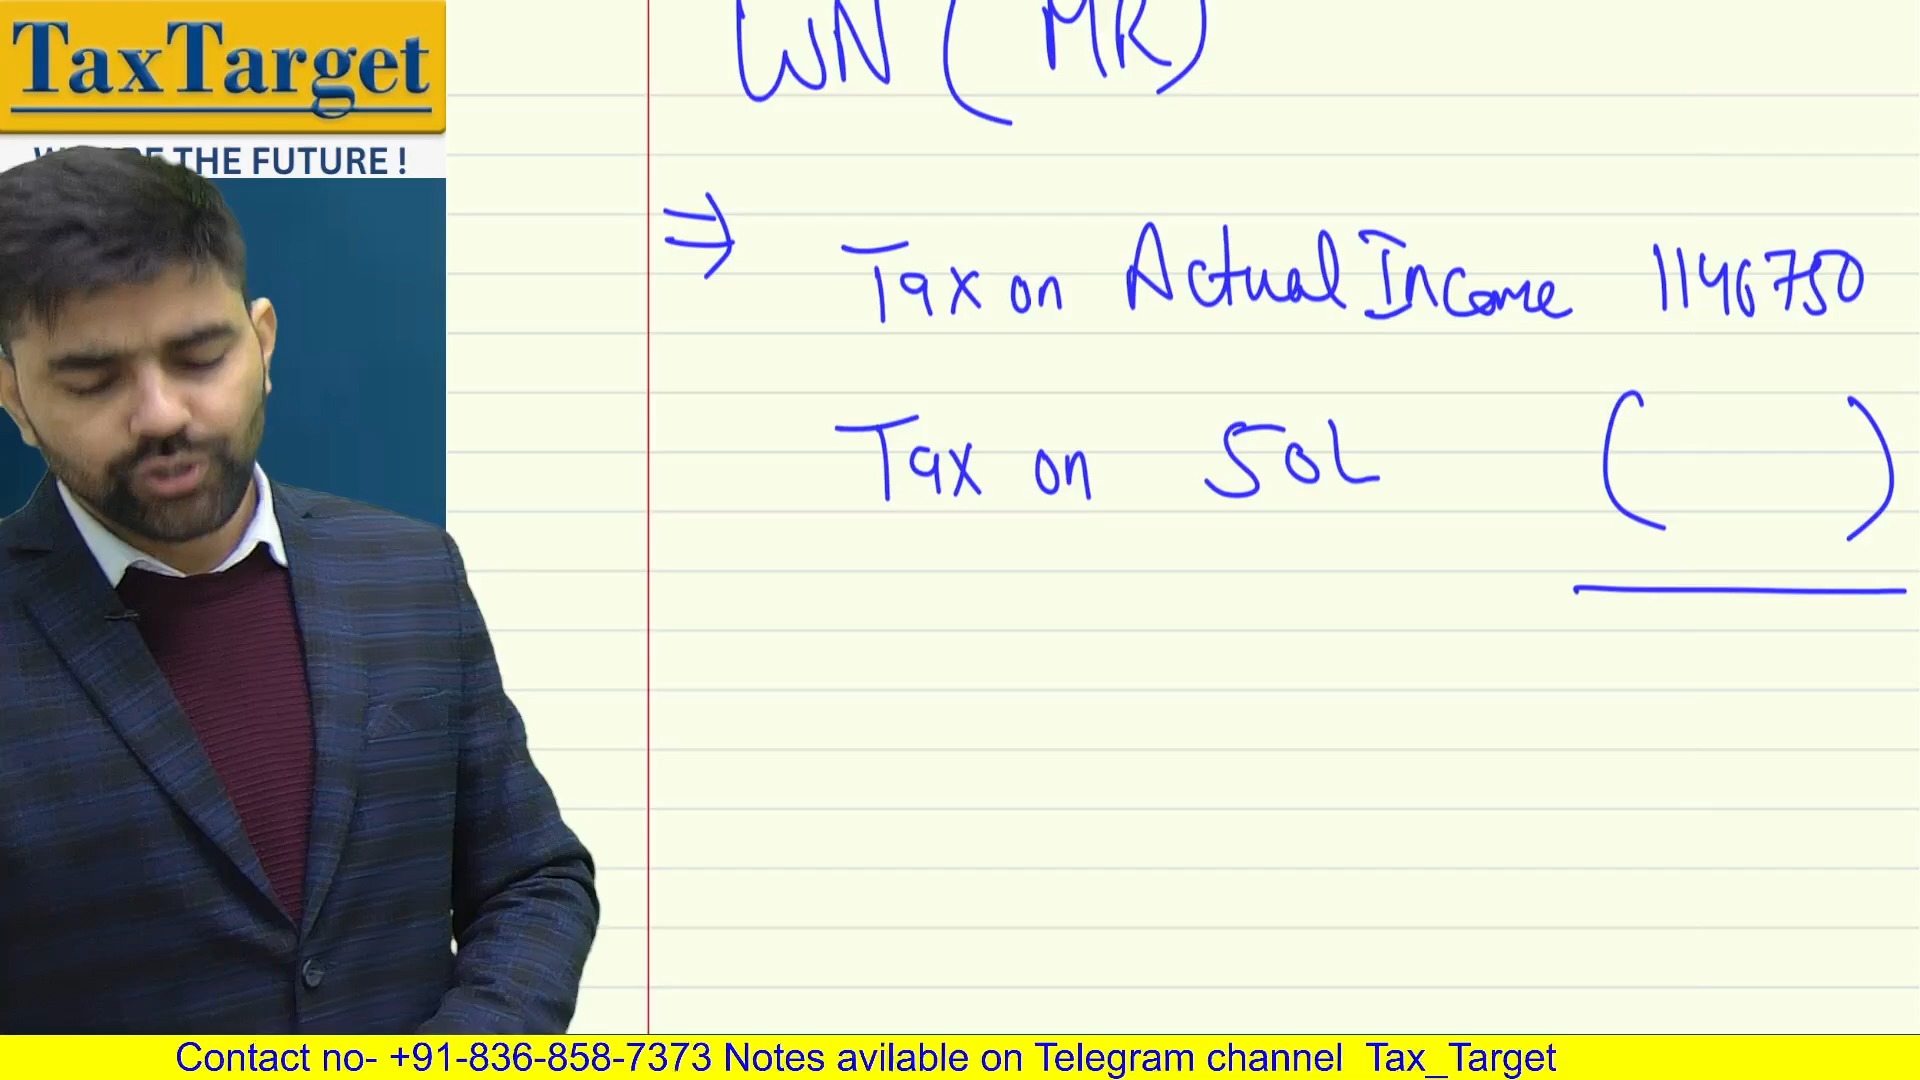 TaxTarget
THE FUTURE !
WN ( MR )
⇒ Tax on Actual Income 1146750
Tax on 50L ( )
Contact no- +91-836-858-7373 Notes avilable on Telegram channel Tax_Target